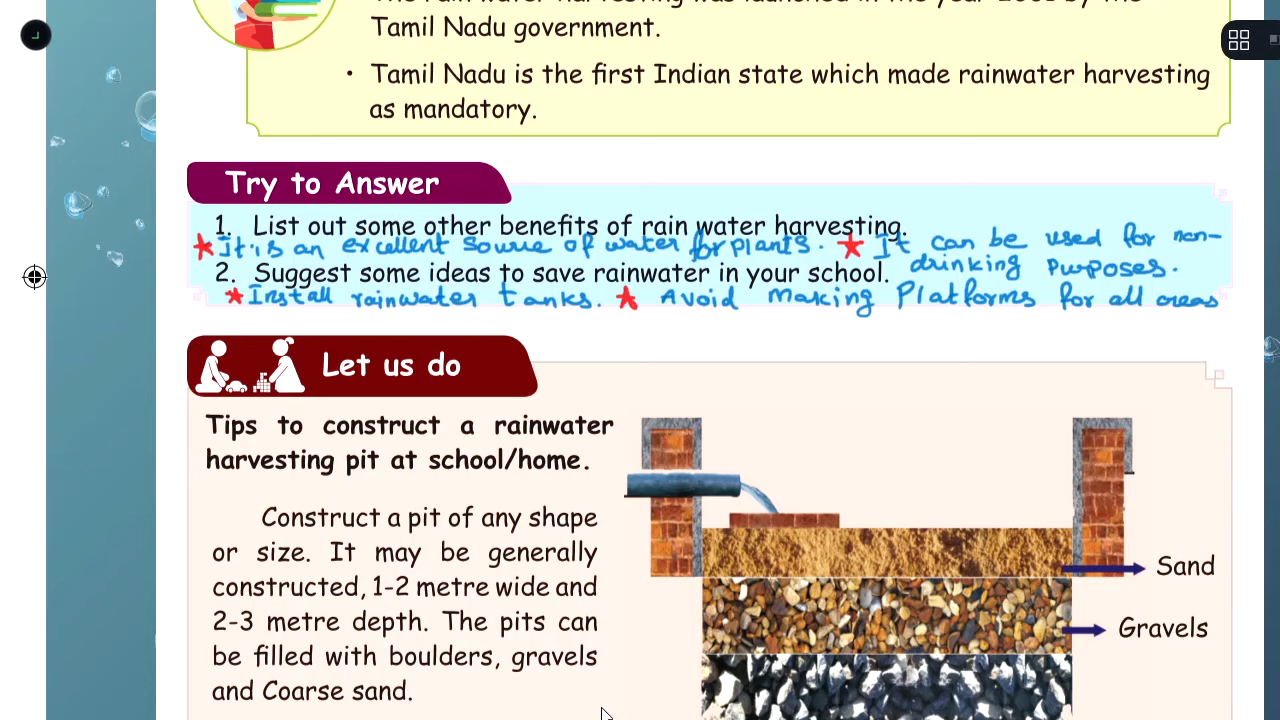 Tamil Nadu government.
• Tamil Nadu is the first Indian state which made rainwater harvesting
as mandatory.
Try to Answer
1. List out some other benefits of rain water harvesting.
★ It is an excellent source of water for plants. ★ It can be used for non-
drinking purposes.
2. Suggest some ideas to save rainwater in your school.
★ Install rainwater tanks. ★ Avoid making Platforms for all areas
Let us do
Tips to construct a rainwater
harvesting pit at school/home.
Construct a pit of any shape
or size. It may be generally
constructed, 1-2 metre wide and
2-3 metre depth. The pits can
be filled with boulders, gravels
and Coarse sand.
Sand
Gravels